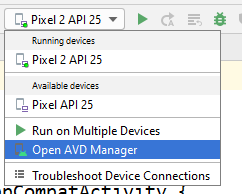 Pixel 2 API 25
Running devices
Pixel 2 API 25
Available devices
Pixel API 25
Run on Multiple Devices
Open AVD Manager
Troubleshoot Device Connections
pCompatActivity {